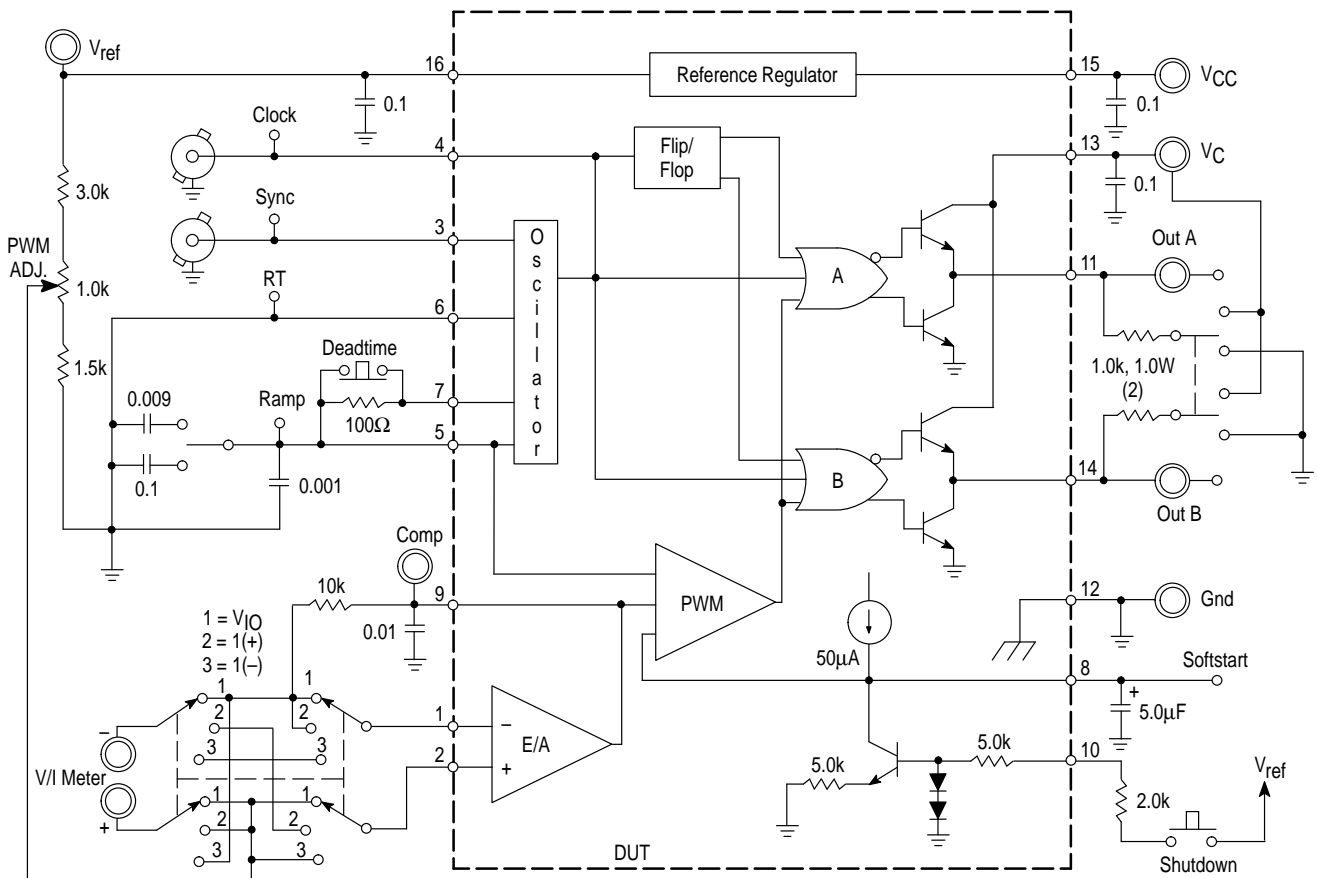 Vref
16
Reference Regulator
15
VCC
0.1
0.1
Clock
4
Flip/
Flop
13
VC
0.1
3.0k
Sync
3
Oscillator
PWM
ADJ.
1.0k
A
Out A
11
RT
6
1.5k
Deadtime
7
1.0k, 1.0W
(2)
0.009
Ramp
100Ω
5
0.1
0.001
B
14
Out B
Comp
10k
9
PWM
12
Gnd
0.01
1 = VIO
2 = 1(+)
3 = 1(–)
50µA
8
Softstart
+
5.0µF
1
1
1
–
2
2
E/A
–
3
3
2
+
V/I Meter
5.0k
5.0k
10
Vref
+
1
1
2
2
2.0k
3
3
DUT
Shutdown